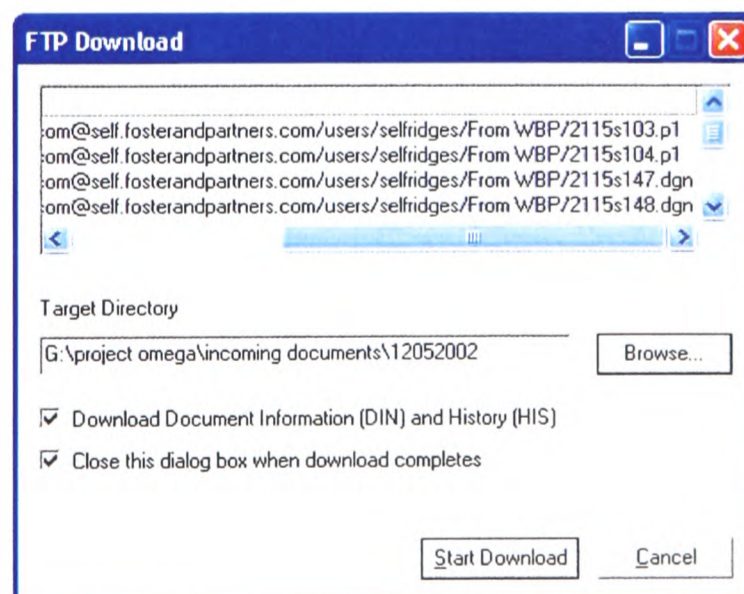 FTP Download
:om@self.fosterandpartners.com/users/selfridges/From WBP/2115s103.p1
:om@self.fosterandpartners.com/users/selfridges/From WBP/2115s104.p1
:om@self.fosterandpartners.com/users/selfridges/From WBP/2115s147.dgn
:om@self.fosterandpartners.com/users/selfridges/From WBP/2115s148.dgn
Target Directory
G:\project omega\incoming documents\12052002
Browse...
Download Document Information (DIN) and History (HIS)
Close this dialog box when download completes
Start Download
Cancel